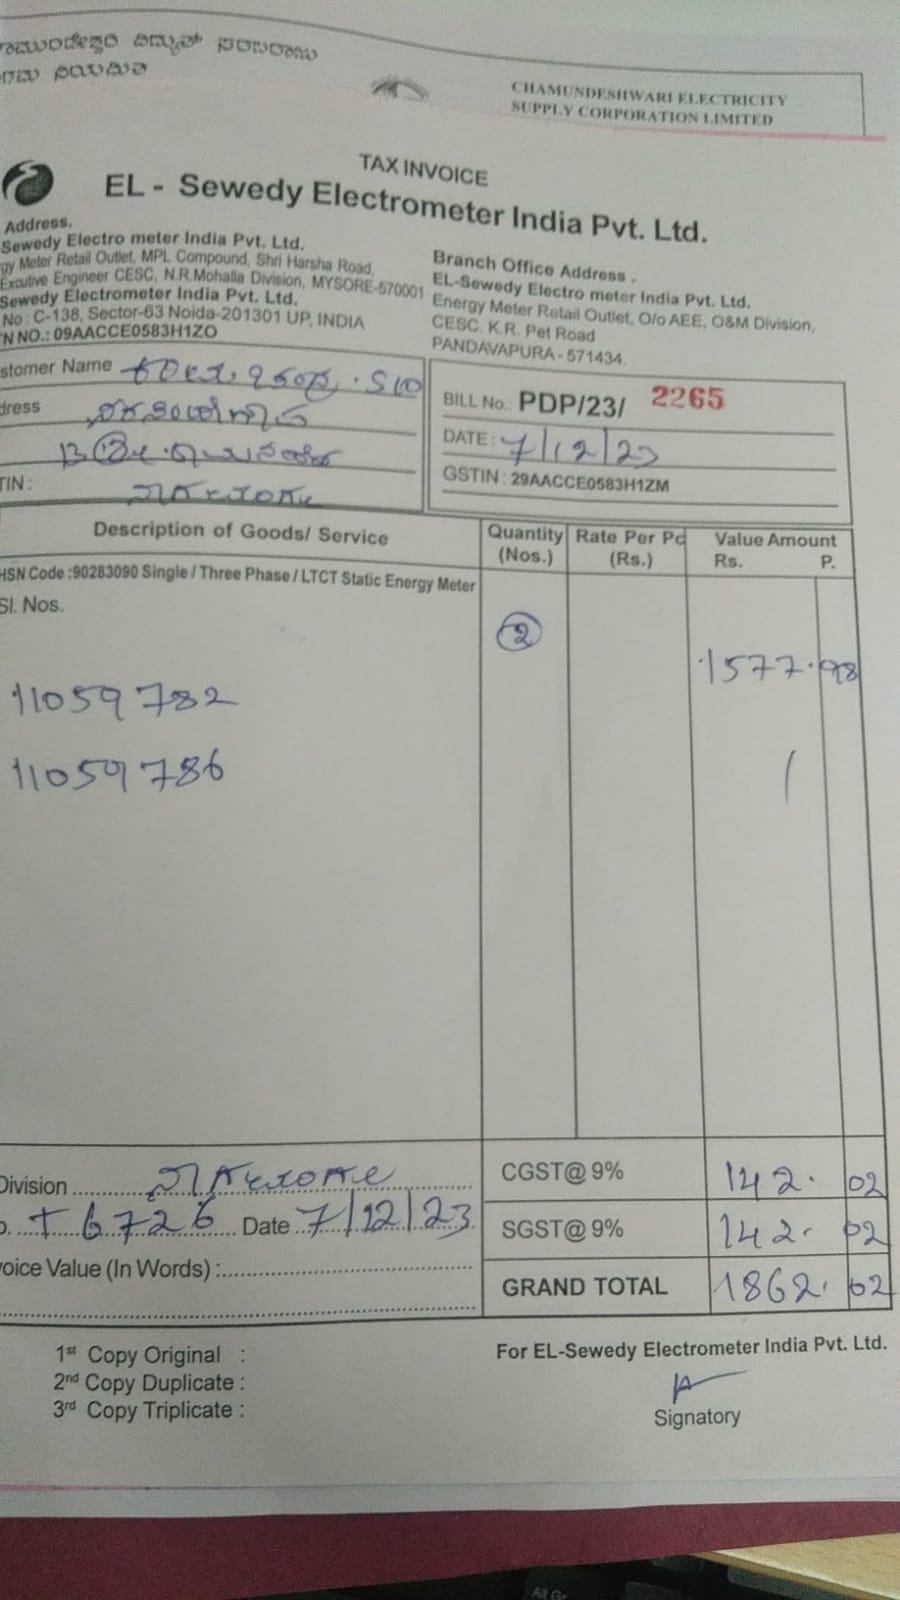 CHAMUNDESHWARI ELECTRICITY
SUPPLY CORPORATION LIMITED
TAX INVOICE
EL - Sewedy Electrometer India Pvt. Ltd.
Address.
Sewedy Electro meter India Pvt. Ltd.
gy Meter Retail Outlet, MPL Compound, Shri Harsha Road,
Excutive Engineer CESC, N.R.Mohalla Division, MYSORE-570001
Sewedy Electrometer India Pvt. Ltd.
No : C-138, Sector-63 Noida-201301 UP, INDIA
N NO.: 09AACCE0583H1ZO
Branch Office Address .
EL-Sewedy Electro meter India Pvt. Ltd.
Energy Meter Retail Outlet, O/o AEE, O&M Division,
CESC. K.R. Pet Road
PANDAVAPURA - 571434.
stomer Name
dress
TIN :
BILL No.: PDP/23/ 2265
DATE : 7/12/23
GSTIN : 29AACCE0583H1ZM
Description of Goods/ Service Quantity (Nos.) Rate Per Pc (Rs.) Value Amount Rs. P.
HSN Code :90283090 Single / Three Phase / LTCT Static Energy Meter
Sl. Nos.
2
1577.98
11059782
11059786
Division
CGST@ 9% 142. 02
o. T 6726 Date 7/12/23
SGST@ 9% 142. 02
voice Value (In Words) :
GRAND TOTAL 1862. 02
1st Copy Original :
2nd Copy Duplicate :
3rd Copy Triplicate :
For EL-Sewedy Electrometer India Pvt. Ltd.
Signatory